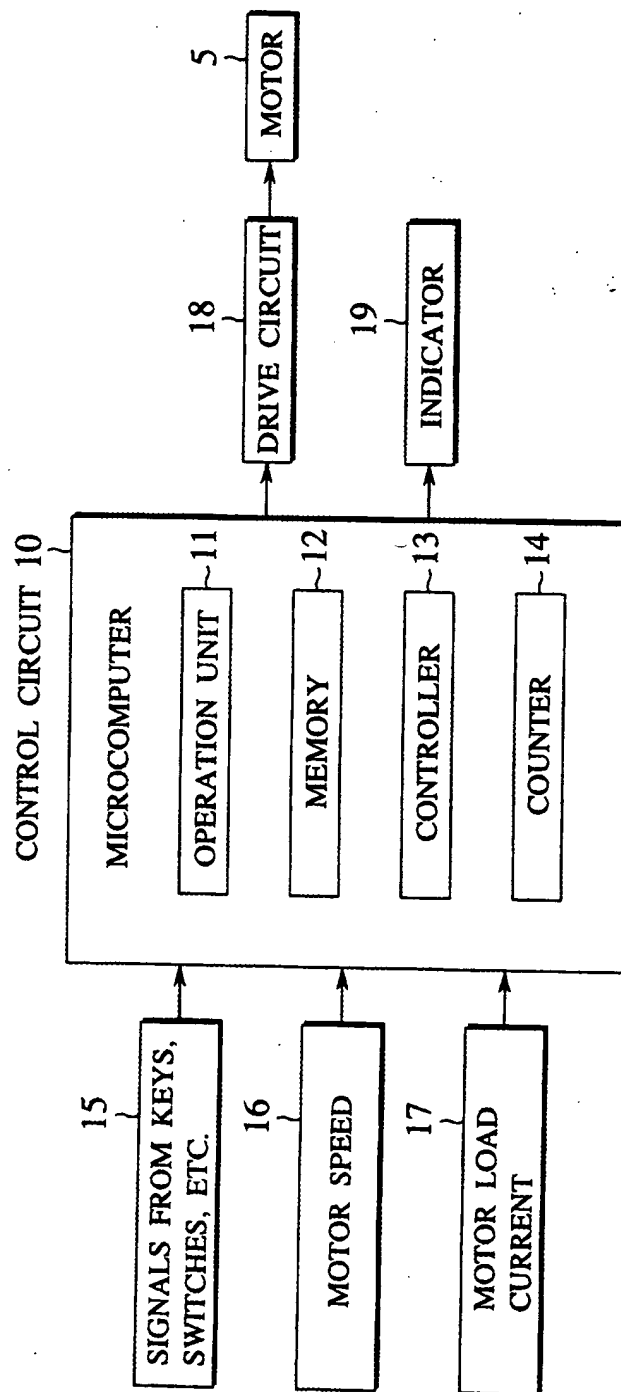 CONTROL CIRCUIT 10
MICROCOMPUTER
OPERATION UNIT
11
MEMORY
12
CONTROLLER
13
COUNTER
14
15
SIGNALS FROM KEYS,
SWITCHES, ETC.
16
MOTOR SPEED
17
MOTOR LOAD
CURRENT
18
DRIVE CIRCUIT
5
MOTOR
19
INDICATOR